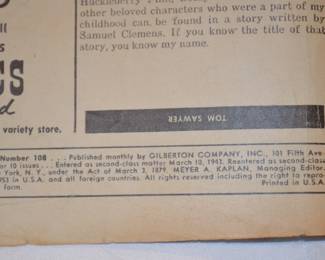 ll
s
CS
d
variety store.
Huckleberry Finn,
other beloved characters who were a part of my
childhood can be found in a story written by
Samuel Clemens. If you know the title of that
story, you know my name.
TOM SAWYER
Number 108 . . . Published monthly by GILBERTON COMPANY, INC., 101 Fifth Ave
for 10 issues . . . Entered as second-class matter March 10, 1943. Reentered as second-class
York, N. Y., under the Act of March 3, 1879. MEYER A. KAPLAN, Managing Editor.
1953 in U.S.A. and all foreign countries. All rights reserved including the right to repro
form. Printed in U.S.A.